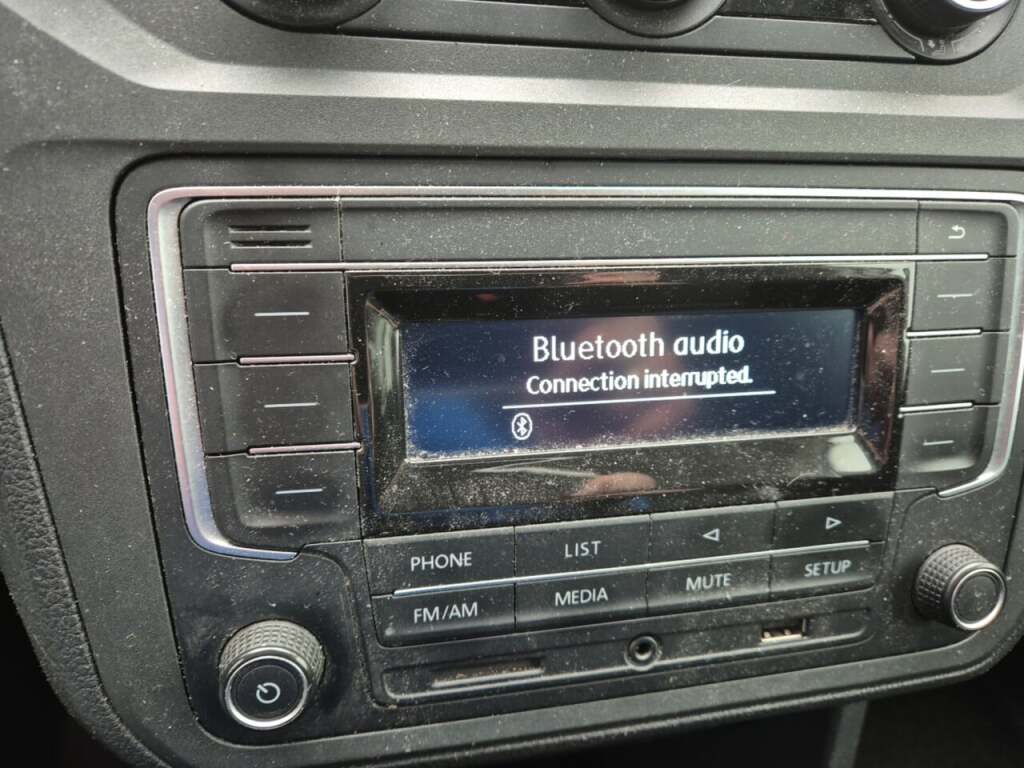 Bluetooth audio
Connection interrupted.
PHONE
LIST
FM/AM
MEDIA
MUTE
SETUP